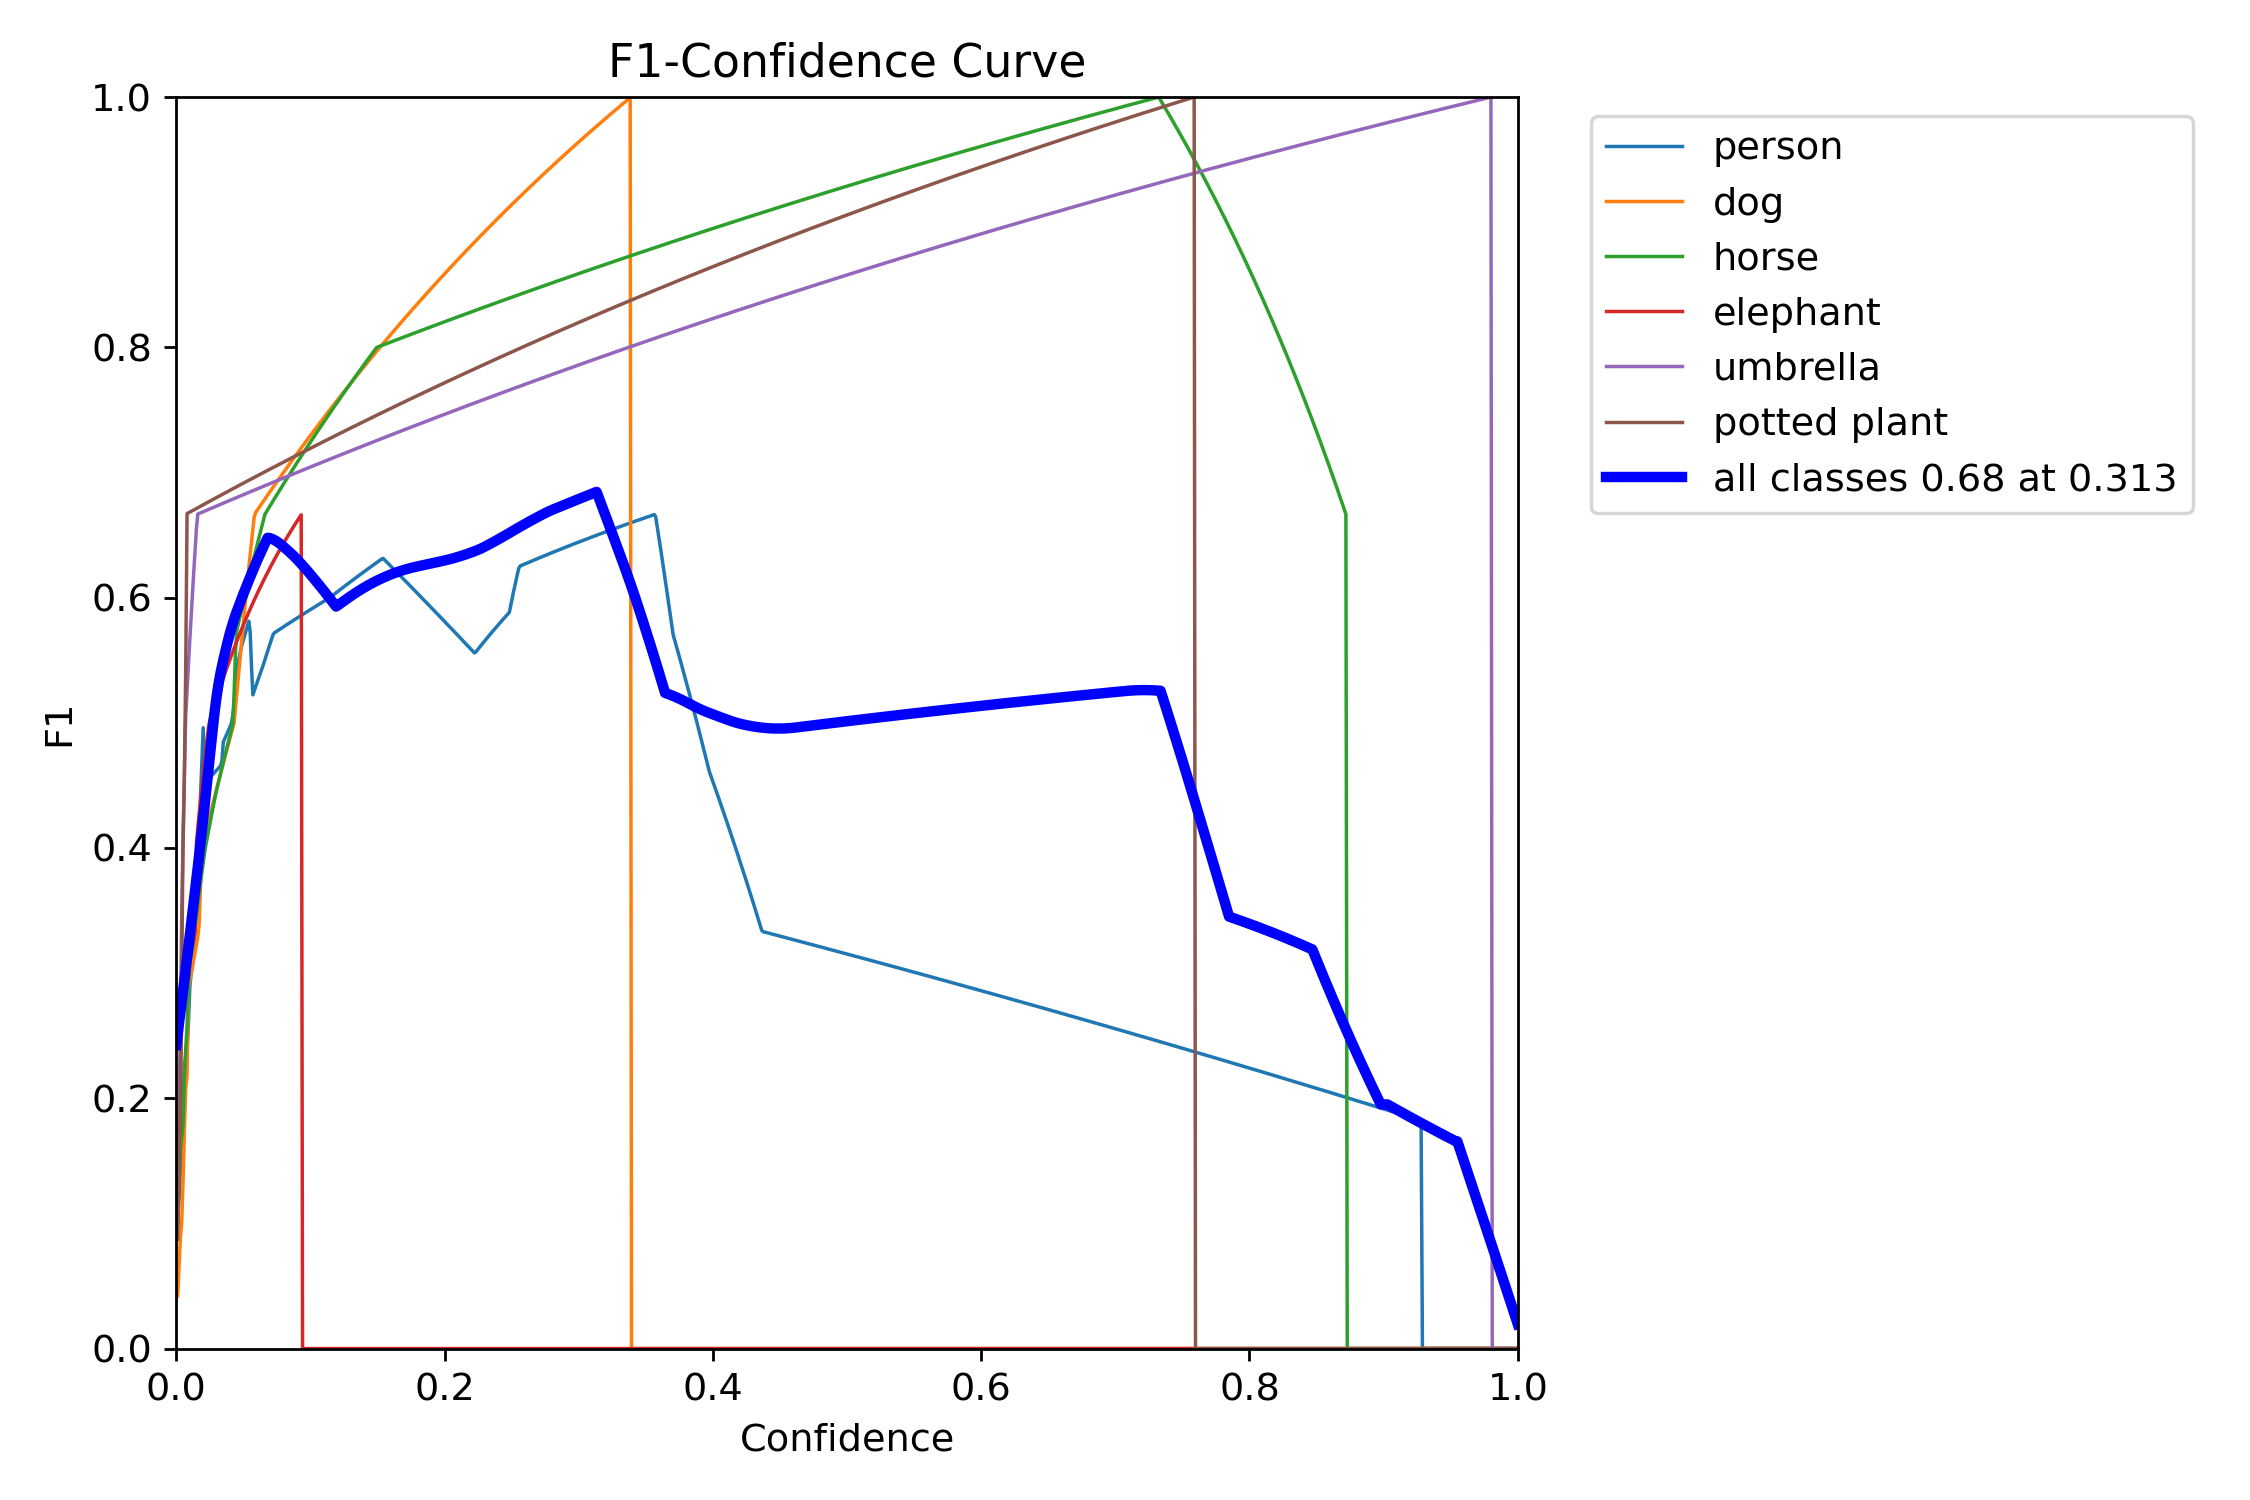 F1-Confidence Curve
1.0
0.8
0.6
0.4
0.2
0.0
F1
0.0 0.2 0.4 0.6 0.8 1.0
Confidence
person
dog
horse
elephant
umbrella
potted plant
all classes 0.68 at 0.313